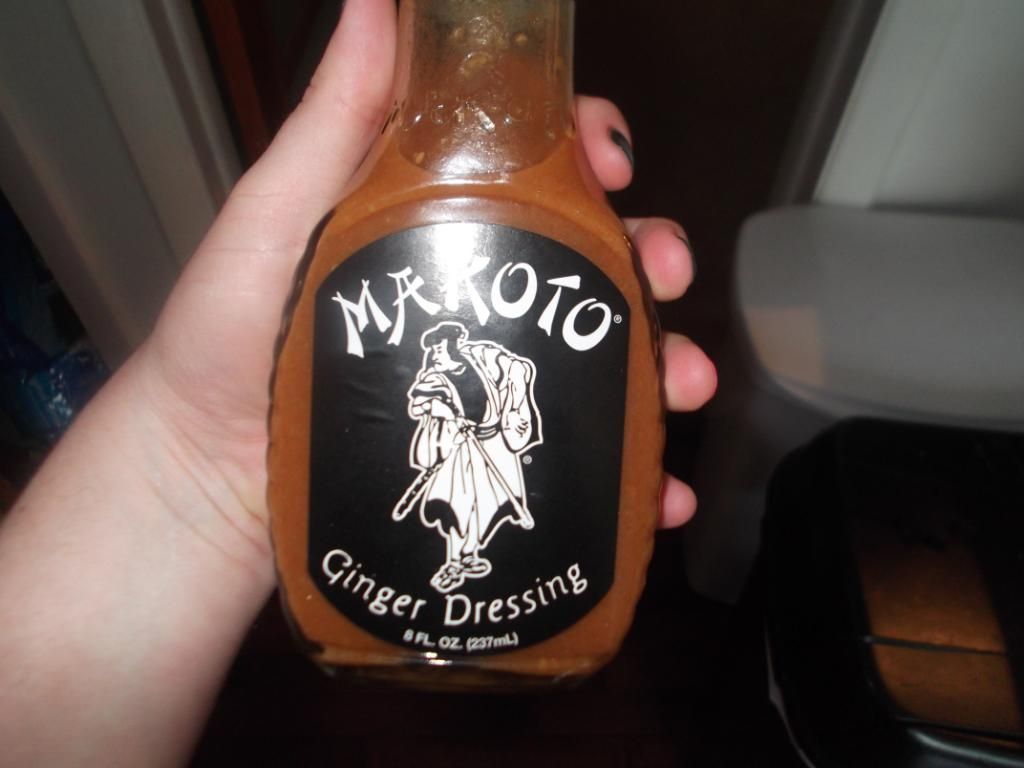 MAKOTO®
®
Ginger Dressing
8 FL. OZ. (237mL)